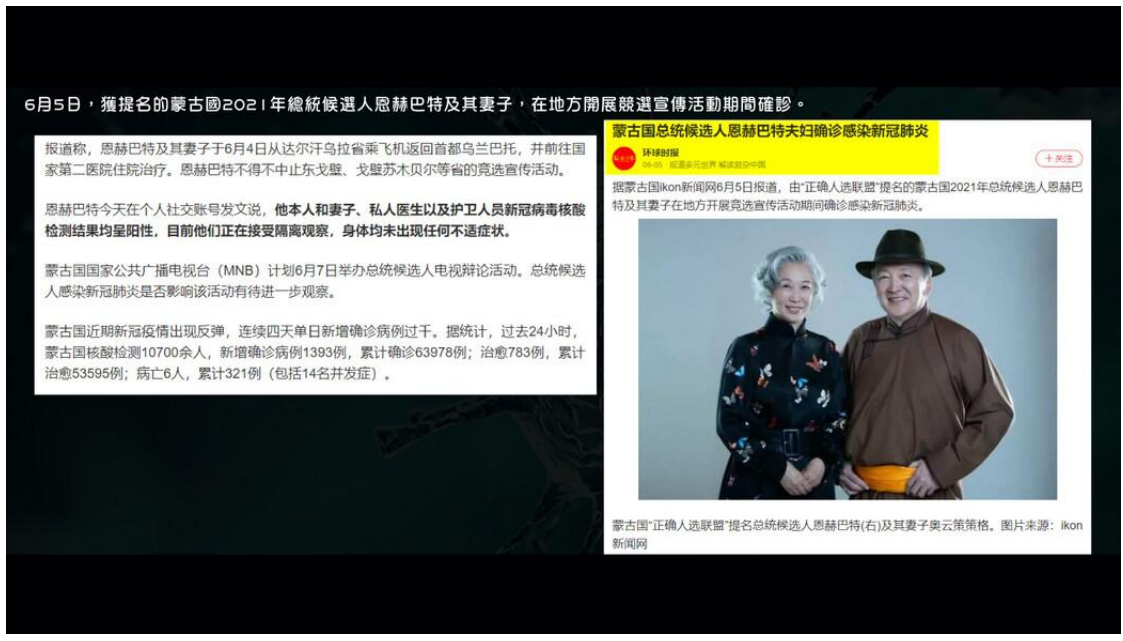 6月5日，獲提名的蒙古國2021年總統候選人恩赫巴特及其妻子，在地方開展競選宣傳活動期間確診。
报道称，恩赫巴特及其妻子于6月4日从达尔汗乌拉省乘飞机返回首都乌兰巴托，并前往国
家第二医院住院治疗。恩赫巴特不得不中止东戈壁、戈壁苏木贝尔等省的竞选宣传活动。
恩赫巴特今天在个人社交账号发文说，他本人和妻子、私人医生以及护卫人员新冠病毒核酸
检测结果均呈阳性，目前他们正在接受隔离观察，身体均未出现任何不适症状。
蒙古国国家公共广播电视台（MNB）计划6月7日举办总统候选人电视辩论活动。总统候选
人感染新冠肺炎是否影响该活动有待进一步观察。
蒙古国近期新冠疫情出现反弹，连续四天单日新增确诊病例过千。据统计，过去24小时，
蒙古国核酸检测10700余人，新增确诊病例1393例，累计确诊63978例；治愈783例，累计
治愈53595例；病亡6人，累计321例（包括14名并发症）。
蒙古国总统候选人恩赫巴特夫妇确诊感染新冠肺炎
环球时报
06-05 报道多元世界 解读复杂中国
+关注
据蒙古国ikon新闻网6月5日报道，由“正确人选联盟”提名的蒙古国2021年总统候选人恩赫巴
特及其妻子在地方开展竞选宣传活动期间确诊感染新冠肺炎。
蒙古国“正确人选联盟”提名总统候选人恩赫巴特(右)及其妻子奥云策策格。图片来源：ikon
新闻网